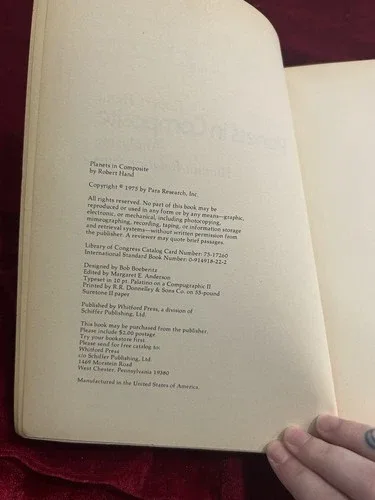 Planets in Composite
by Robert Hand
Copyright © 1975 by Para Research, Inc.
All rights reserved. No part of this book may be
reproduced or used in any form or by any means—graphic,
electronic, or mechanical, including photocopying,
mimeographing, recording, taping, or information storage
and retrieval systems—without written permission from
the publisher. A reviewer may quote brief passages.
Library of Congress Catalog Card Number: 75-17260
International Standard Book Number: 0-914918-22-2
Designed by Bob Boeberitz
Edited by Margaret E. Anderson
Typeset in 10 pt. Palatino on a Compugraphic II
Printed by R.R. Donnelley & Sons Co. on 55-pound
Suretone II paper
Published by Whitford Press, a division of
Schiffer Publishing, Ltd.
This book may be purchased from the publisher.
Please include $2.00 postage.
Try your bookstore first.
Please send for free catalog to:
Whitford Press
c/o Schiffer Publishing, Ltd.
1469 Morstein Road
West Chester, Pennsylvania 19380
Manufactured in the United States of America.